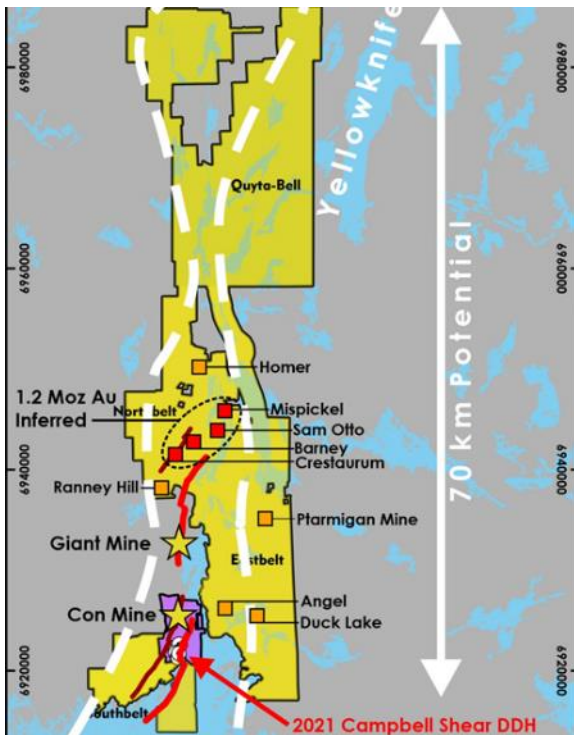 6980000
6980000
Yellowknife
Quyta-Bell
6960000
6960000
70 km Potential
Homer
1.2 Moz Au
Inferred
Northbelt
Mispickel
Sam Otto
Barney
Crestaurum
6940000
6940000
Ranney Hill
Ptarmigan Mine
Giant Mine
Eastbelt
Angel
Con Mine
Duck Lake
6920000
6920000
Southbelt
2021 Campbell Shear DDH